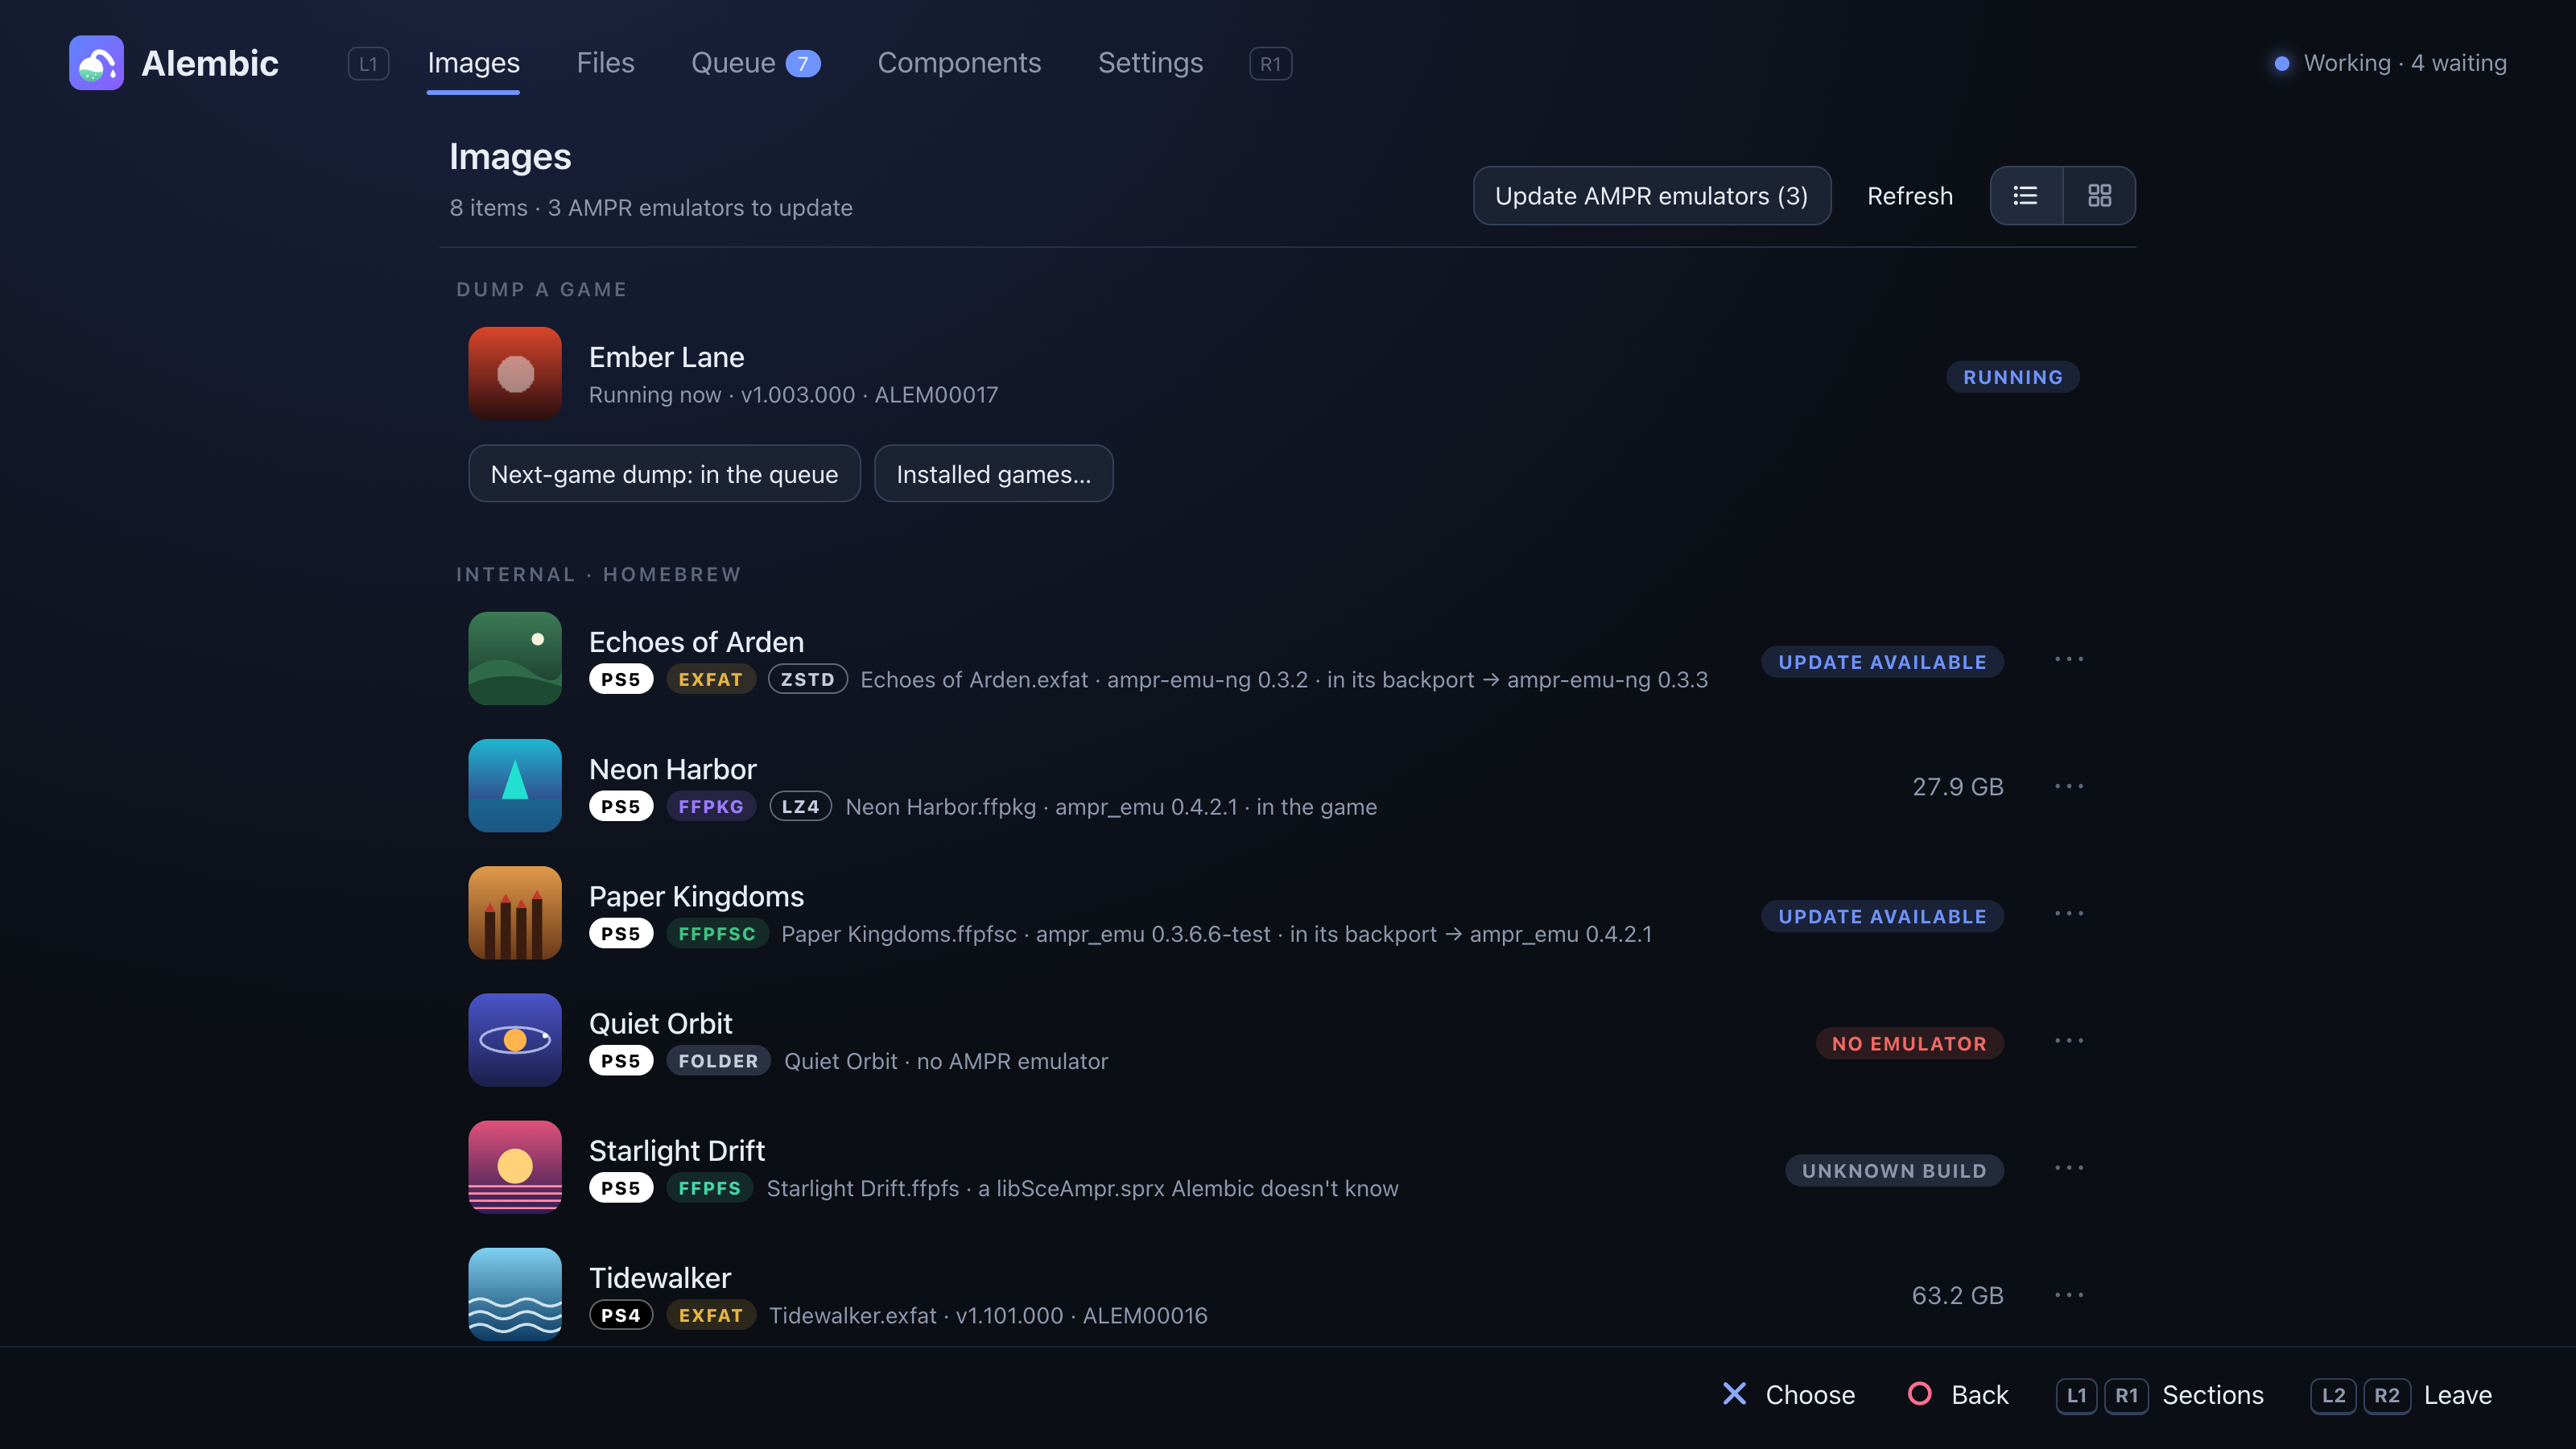 Alembic
L1 Images Files Queue 7 Components Settings R1
Working · 4 waiting
Images
8 items · 3 AMPR emulators to update
Update AMPR emulators (3) Refresh
DUMP A GAME
Ember Lane
Running now · v1.003.000 · ALEM00017
RUNNING
Next-game dump: in the queue Installed games...
INTERNAL · HOMEBREW
Echoes of Arden
PS5 EXFAT ZSTD Echoes of Arden.exfat · ampr-emu-ng 0.3.2 · in its backport → ampr-emu-ng 0.3.3
UPDATE AVAILABLE ···
Neon Harbor
PS5 FFPKG LZ4 Neon Harbor.ffpkg · ampr_emu 0.4.2.1 · in the game
27.9 GB ···
Paper Kingdoms
PS5 FFPFSC Paper Kingdoms.ffpfsc · ampr_emu 0.3.6.6-test · in its backport → ampr_emu 0.4.2.1
UPDATE AVAILABLE ···
Quiet Orbit
PS5 FOLDER Quiet Orbit · no AMPR emulator
NO EMULATOR ···
Starlight Drift
PS5 FFPFS Starlight Drift.ffpfs · a libSceAmpr.sprx Alembic doesn't know
UNKNOWN BUILD ···
Tidewalker
PS4 EXFAT Tidewalker.exfat · v1.101.000 · ALEM00016
63.2 GB ···
Choose Back L1 R1 Sections L2 R2 Leave